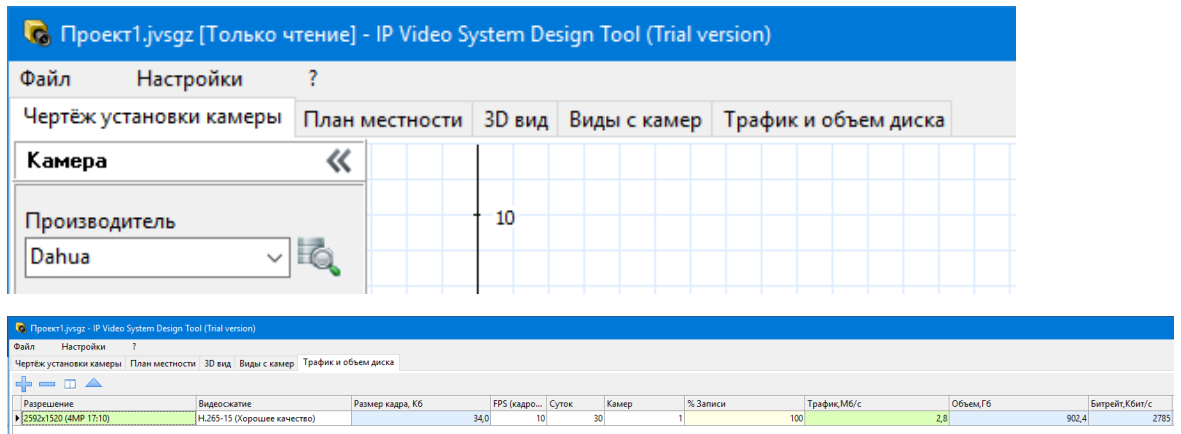 Проект1.jvsgz [Только чтение] - IP Video System Design Tool (Trial version)
Файл Настройки ?
Чертёж установки камеры План местности 3D вид Виды с камер Трафик и объем диска
Камера
10
Производитель
Dahua
Проект1.jvsgz - IP Video System Design Tool (Trial version)
Файл Настройки ?
Чертёж установки камеры План местности 3D вид Виды с камер Трафик и объем диска
Разрешение Видеосжатие Размер кадра, Кб FPS (кадро... Суток Камер % Записи Трафик,Мб/с Объем,Гб Битрейт,Кбит/с
2592x1520 (4MP 17:10) H.265-15 (Хорошее качество) 34,0 10 30 1 100 2,8 902,4 2785